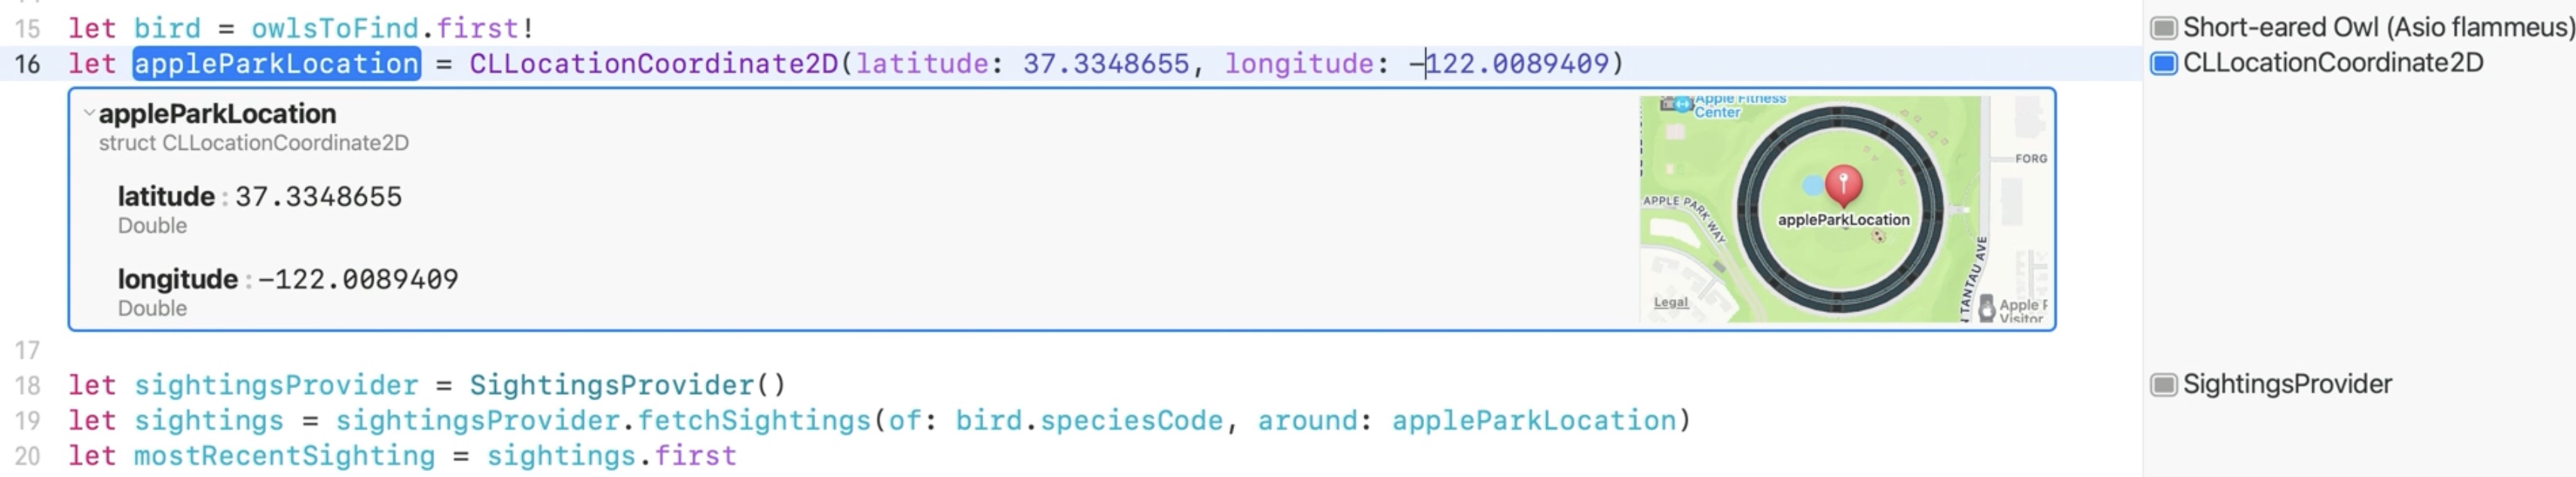 15 let bird = owlsToFind.first!
Short-eared Owl (Asio flammeus)
16 let appleParkLocation = CLLocationCoordinate2D(latitude: 37.3348655, longitude: -122.0089409)
CLLocationCoordinate2D
appleParkLocation
struct CLLocationCoordinate2D
latitude : 37.3348655
Double
longitude : -122.0089409
Double
Apple Fitness
Center
FORG
APPLE PARK WAY
appleParkLocation
TANTAU AVE
Legal
Apple P
Visitor
17
18 let sightingsProvider = SightingsProvider()
SightingsProvider
19 let sightings = sightingsProvider.fetchSightings(of: bird.speciesCode, around: appleParkLocation)
20 let mostRecentSighting = sightings.first